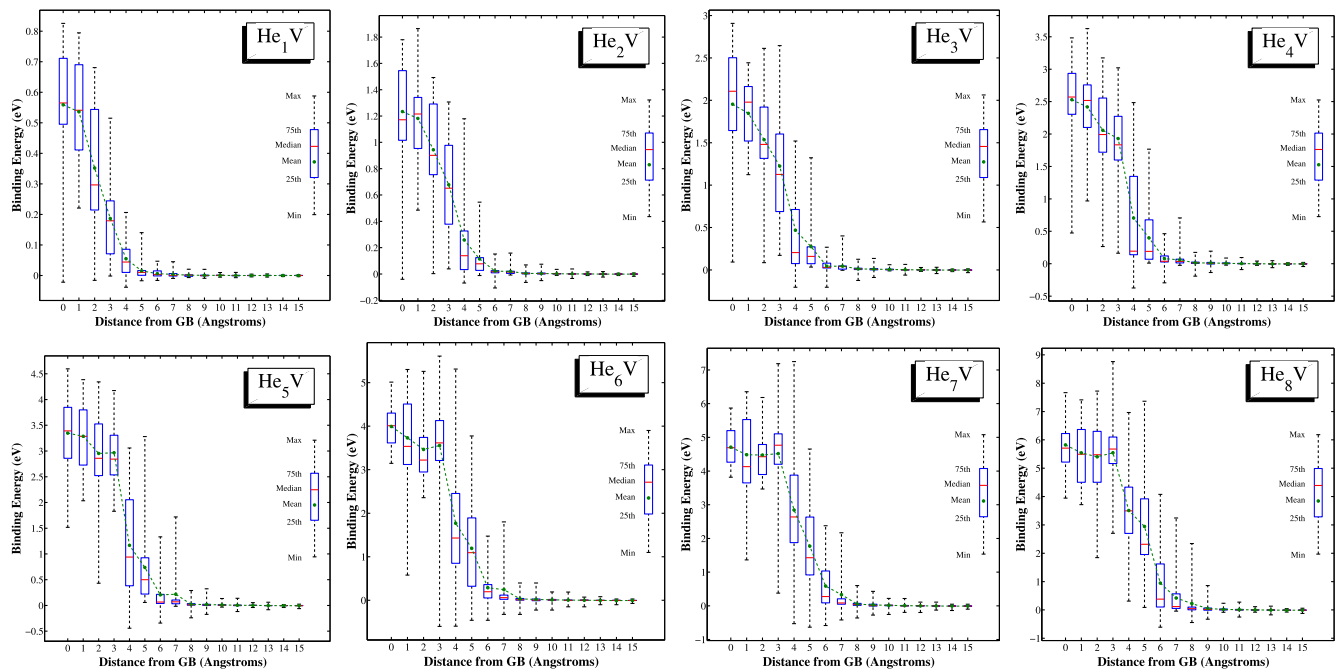 He1V
Binding Energy (eV)
0.8
0.7
0.6
0.5
0.4
0.3
0.2
0.1
0
Max
75th
Median
Mean
25th
Min
0 1 2 3 4 5 6 7 8 9 10 11 12 13 14 15
Distance from GB (Angstroms)
He2V
Binding Energy (eV)
1.8
1.6
1.4
1.2
1
0.8
0.6
0.4
0.2
0
−0.2
Max
75th
Median
Mean
25th
Min
0 1 2 3 4 5 6 7 8 9 10 11 12 13 14 15
Distance from GB (Angstroms)
He3V
Binding Energy (eV)
3
2.5
2
1.5
1
0.5
0
Max
75th
Median
Mean
25th
Min
0 1 2 3 4 5 6 7 8 9 10 11 12 13 14 15
Distance from GB (Angstroms)
He4V
Binding Energy (eV)
3.5
3
2.5
2
1.5
1
0.5
0
−0.5
Max
75th
Median
Mean
25th
Min
0 1 2 3 4 5 6 7 8 9 10 11 12 13 14 15
Distance from GB (Angstroms)
He5V
Binding Energy (eV)
4.5
4
3.5
3
2.5
2
1.5
1
0.5
0
−0.5
Max
75th
Median
Mean
25th
Min
0 1 2 3 4 5 6 7 8 9 10 11 12 13 14 15
Distance from GB (Angstroms)
He6V
Binding Energy (eV)
5
4
3
2
1
0
Max
75th
Median
Mean
25th
Min
0 1 2 3 4 5 6 7 8 9 10 11 12 13 14 15
Distance from GB (Angstroms)
He7V
Binding Energy (eV)
7
6
5
4
3
2
1
0
−1
Max
75th
Median
Mean
25th
Min
0 1 2 3 4 5 6 7 8 9 10 11 12 13 14 15
Distance from GB (Angstroms)
He8V
Binding Energy (eV)
9
8
7
6
5
4
3
2
1
0
−1
Max
75th
Median
Mean
25th
Min
0 1 2 3 4 5 6 7 8 9 10 11 12 13 14 15
Distance from GB (Angstroms)